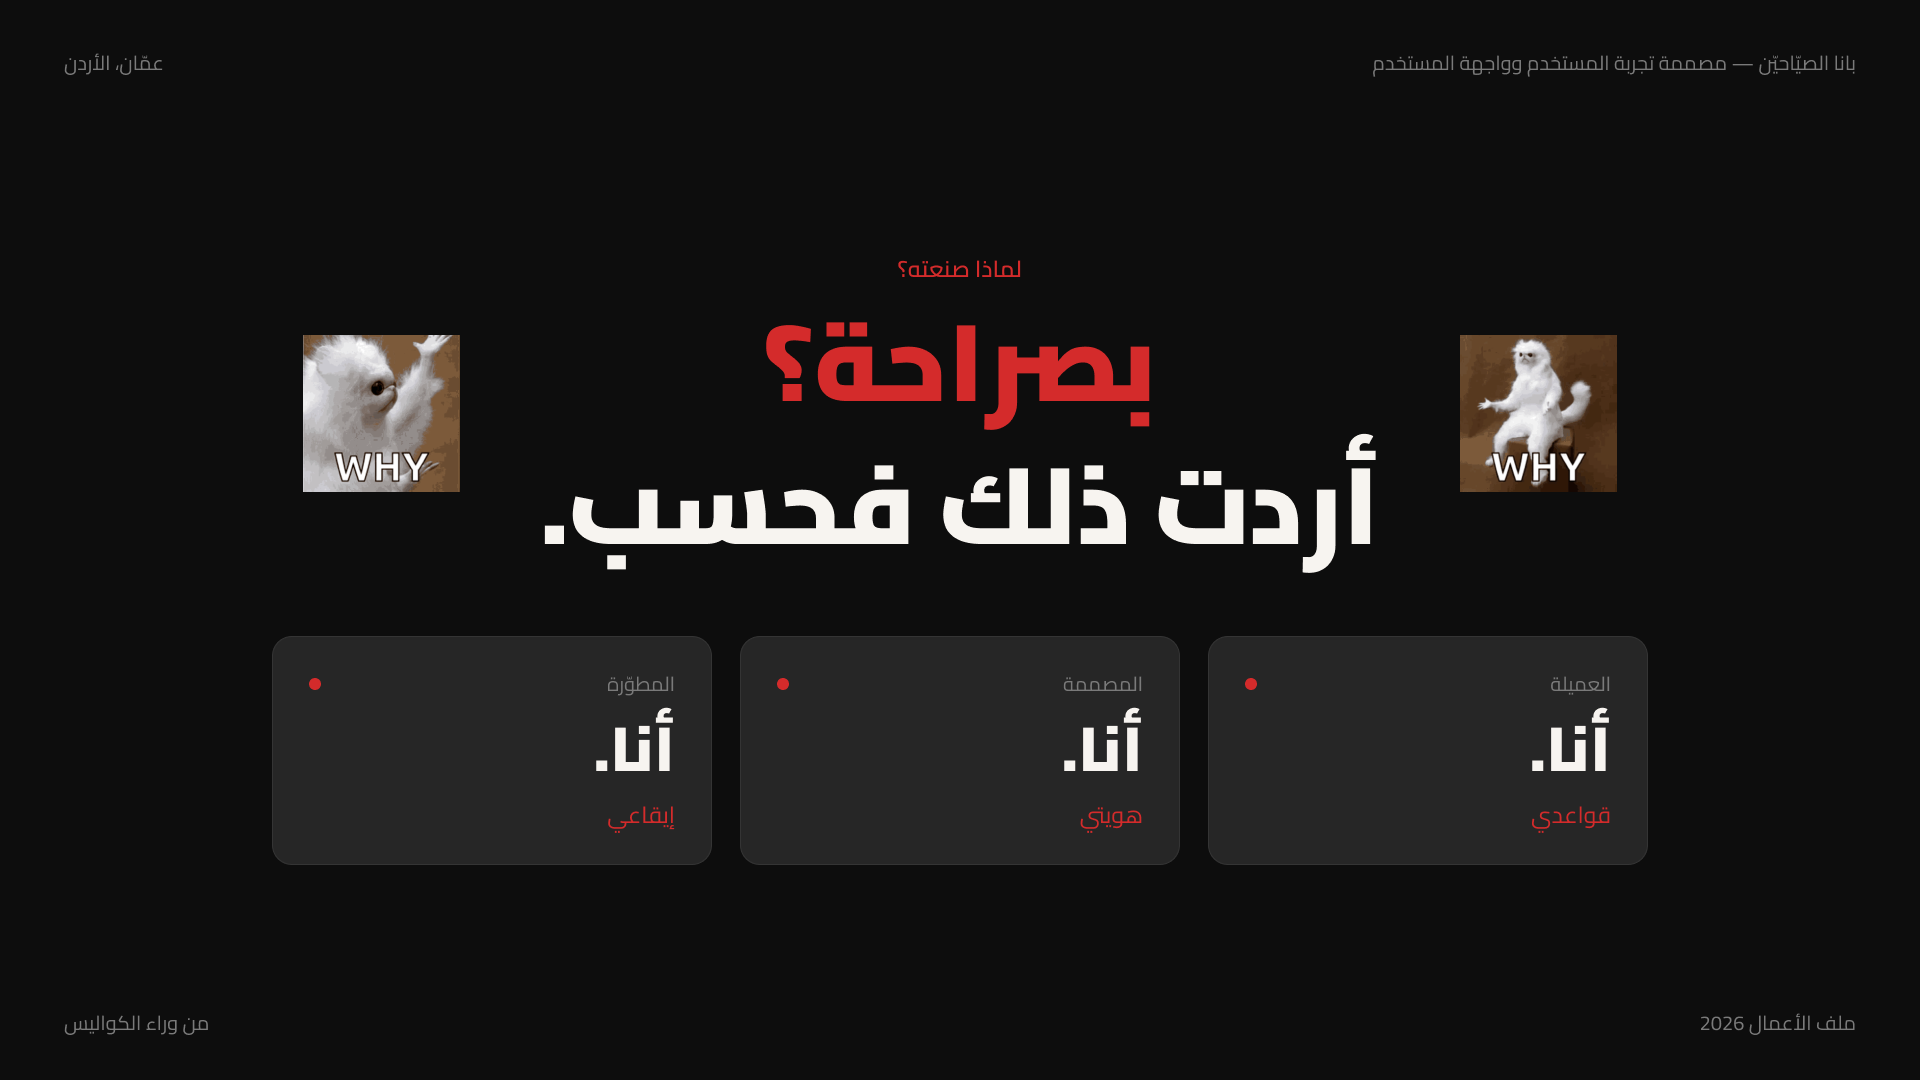 بانا الصيّاحيّن — مصممة تجربة المستخدم وواجهة المستخدم
عمّان، الأردن
لماذا صنعته؟
بصراحة؟
أردت ذلك فحسب.
WHY
WHY
العميلة
أنا.
قواعدي
المصممة
أنا.
هويتي
المطوّرة
أنا.
إيقاعي
ملف الأعمال 2026
من وراء الكواليس